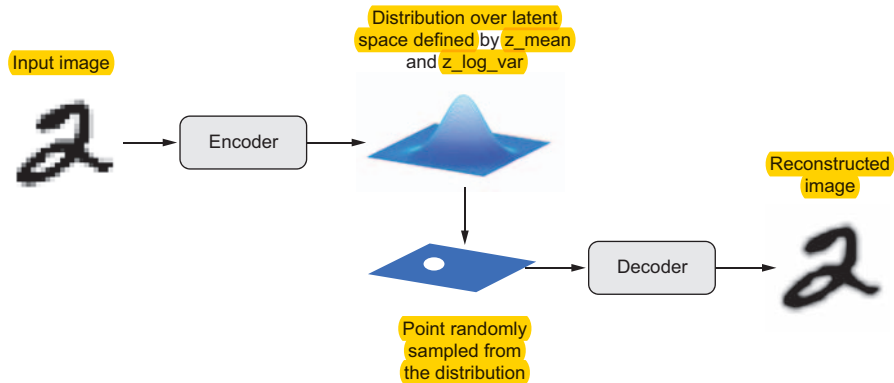 Input image
Encoder
Distribution over latent
space defined by z_mean
and z_log_var
Point randomly
sampled from
the distribution
Decoder
Reconstructed
image